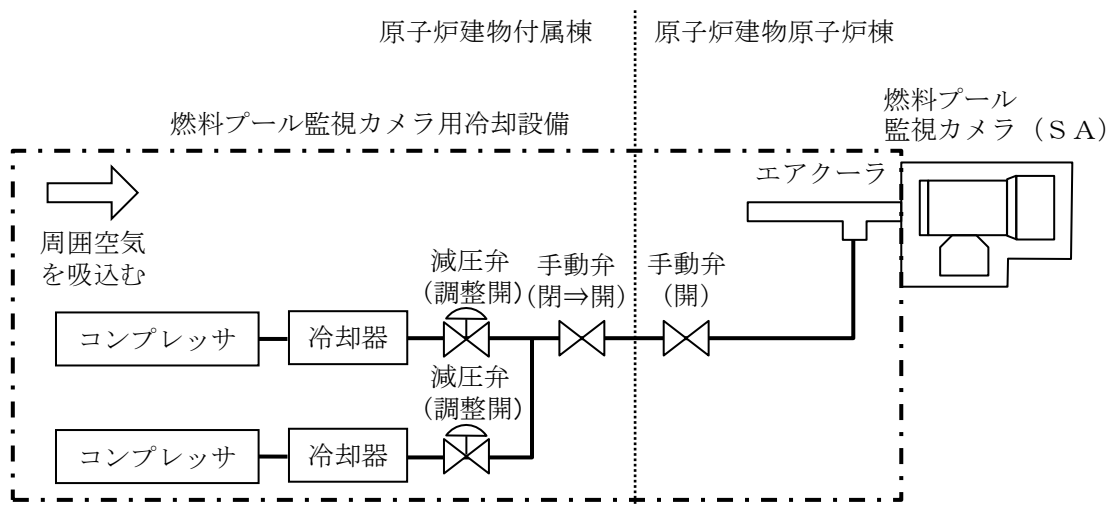 原子炉建物付属棟
原子炉建物原子炉棟
燃料プール監視カメラ用冷却設備
燃料プール
監視カメラ（ＳＡ）
エアクーラ
周囲空気
を吸込む
減圧弁
（調整開）
手動弁
（閉⇒開）
手動弁
（開）
コンプレッサ
冷却器
減圧弁
（調整開）
コンプレッサ
冷却器